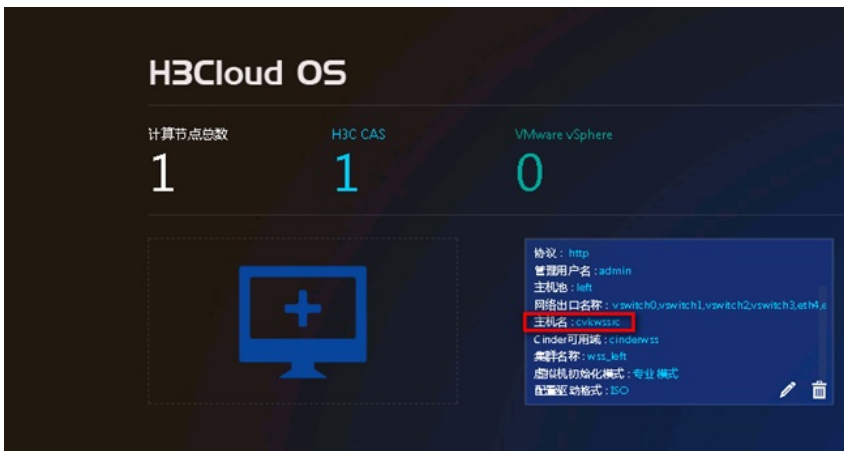 H3Cloud OS
计算节点总数 H3C CAS VMware vSphere
1 1 0
协议：http
管理用户名：admin
主机池：left
网络出口名称：vswitch0,vswitch1,vswitch2,vswitch3,eth4,e
主机名：cvkwssrc
Cinder可用域：cinderwss
集群名称：wss_left
虚拟机初始化模式：专业模式
配置驱动格式：ISO